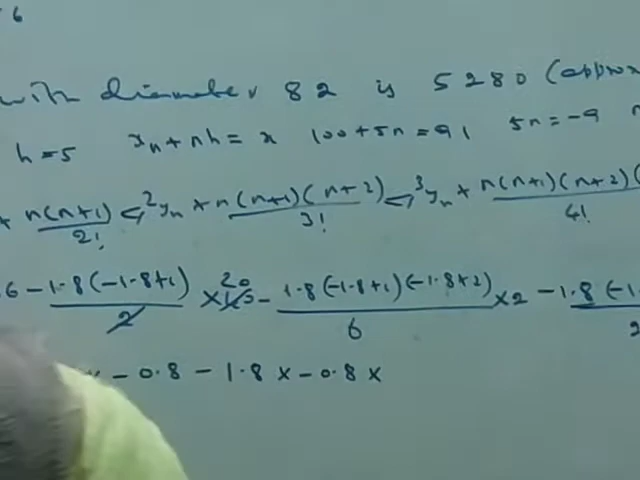 6
with diameter 82 is 5280 (approx
h = 5 xₙ + nh = x 100 + 5n = 91 5n = -9
+ n(n+1)/2! ∇²yₙ + n(n+1)(n+2)/3! ∇³yₙ + n(n+1)(n+2)(/4!
6 - 1.8(-1.8+1)/2 × 20 - 1.8(-1.8+1)(-1.8+2)/6 × 2 - 1.8(-1.
× - 0.8 - 1.8 × - 0.8 ×